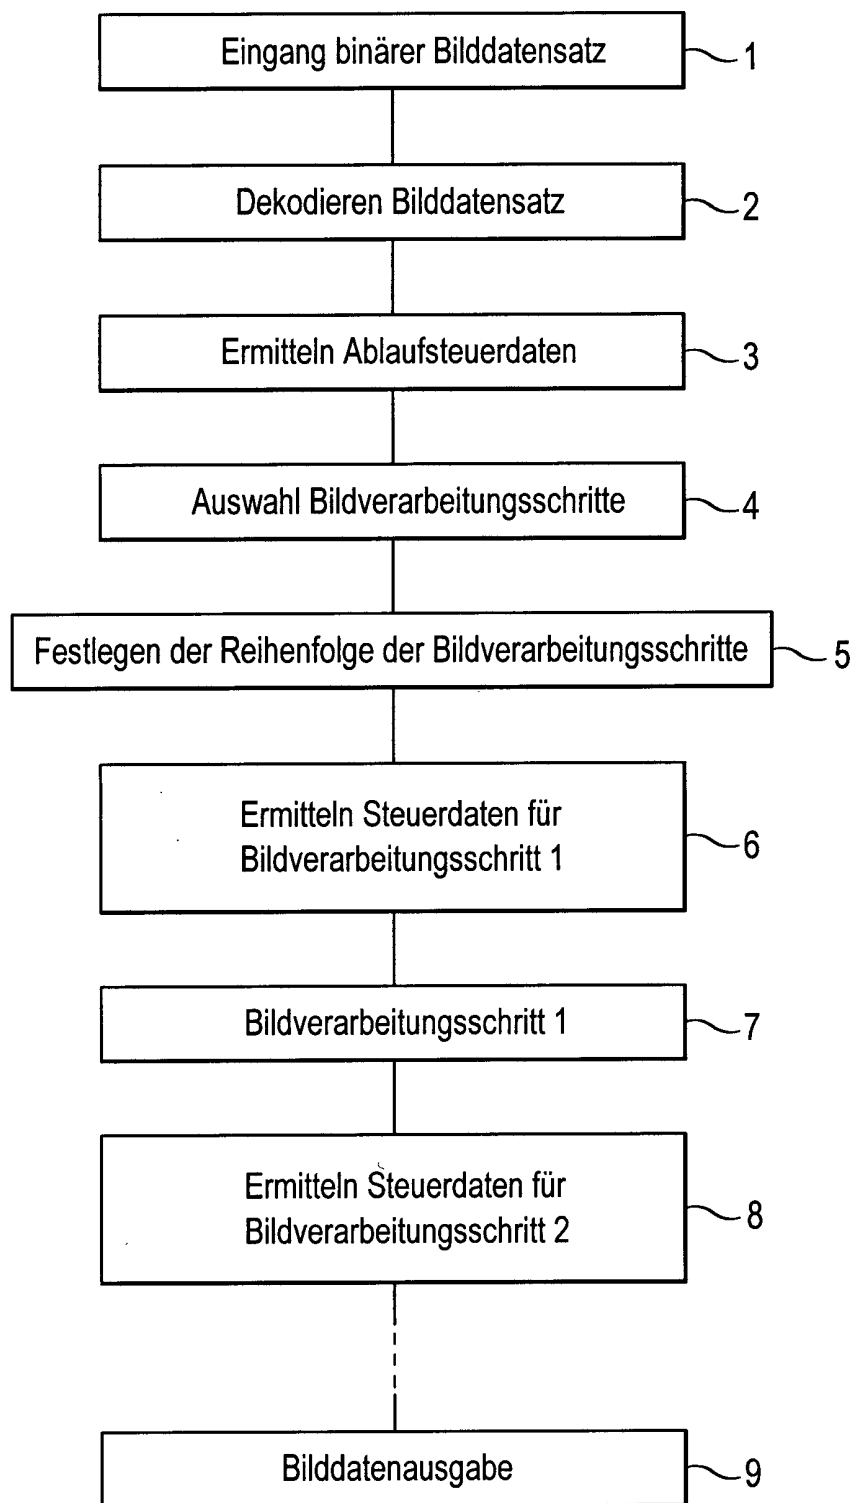 Eingang binärer Bilddatensatz
1
Dekodieren Bilddatensatz
2
Ermitteln Ablaufsteuerdaten
3
Auswahl Bildverarbeitungsschritte
4
Festlegen der Reihenfolge der Bildverarbeitungsschritte
5
Ermitteln Steuerdaten für
Bildverarbeitungsschritt 1
6
Bildverarbeitungsschritt 1
7
Ermitteln Steuerdaten für
Bildverarbeitungsschritt 2
8
Bilddatenausgabe
9